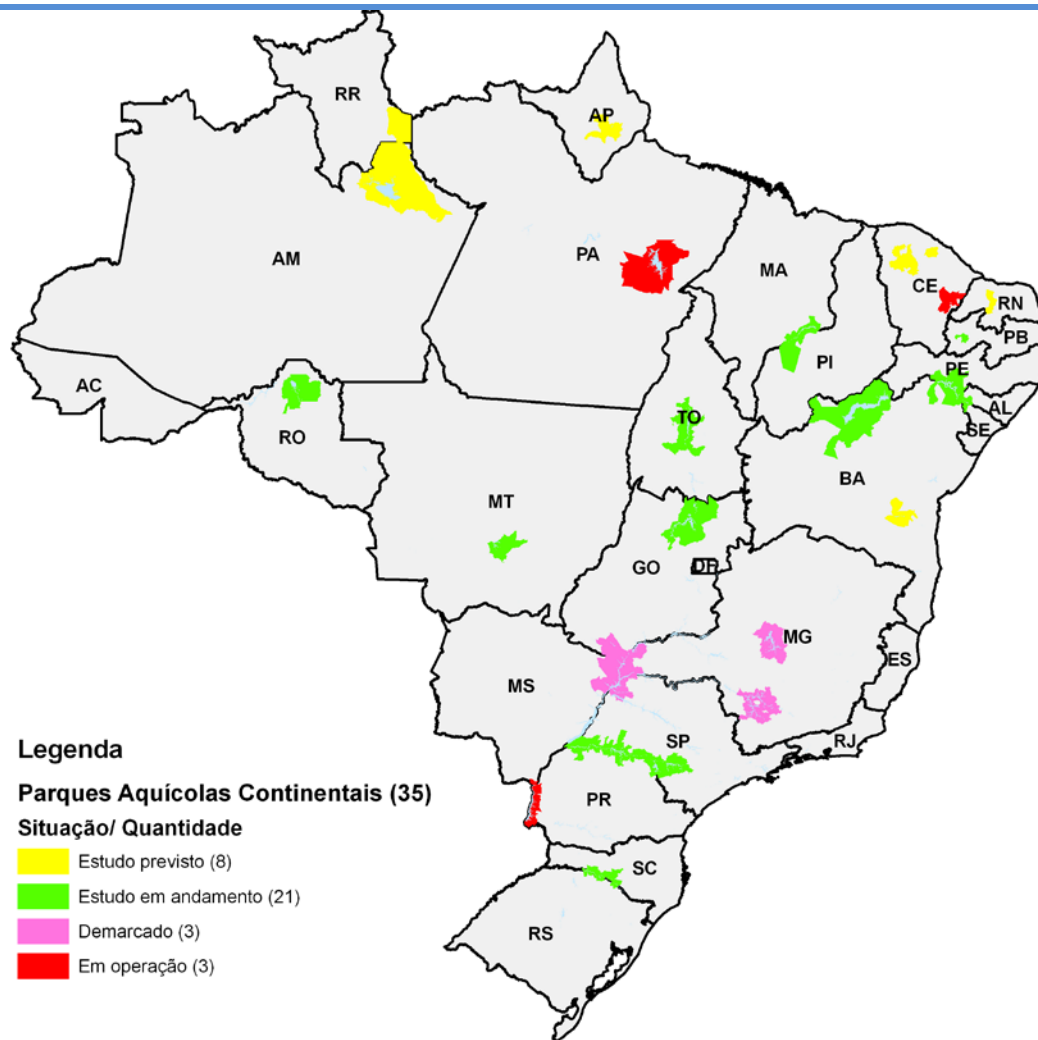 RR
AP
AM
PA
MA
CE
RN
PB
PI
PE
AC
AL
TO
SE
RO
BA
MT
GO
DF
MG
ES
MS
SP
RJ
PR
SC
RS
Legenda
Parques Aquícolas Continentais (35)
Situação/ Quantidade
Estudo previsto (8)
Estudo em andamento (21)
Demarcado (3)
Em operação (3)